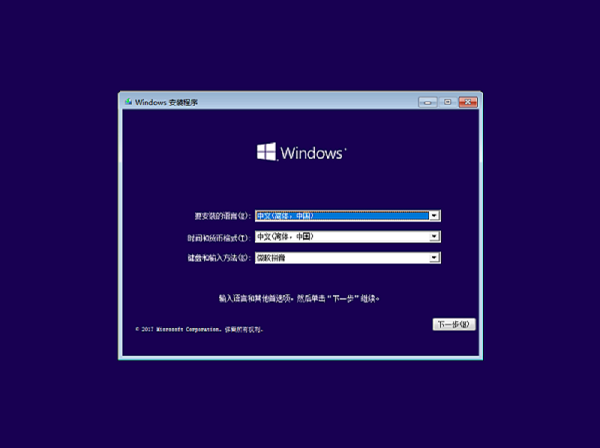 Windows 安装程序
Windows
要安装的语言(E): 中文(简体，中国)
时间和货币格式(T): 中文(简体，中国)
键盘和输入方法(K): 微软拼音
输入语言和其他首选项，然后单击“下一步”继续。
© 2017 Microsoft Corporation。保留所有权利。
下一步(N)